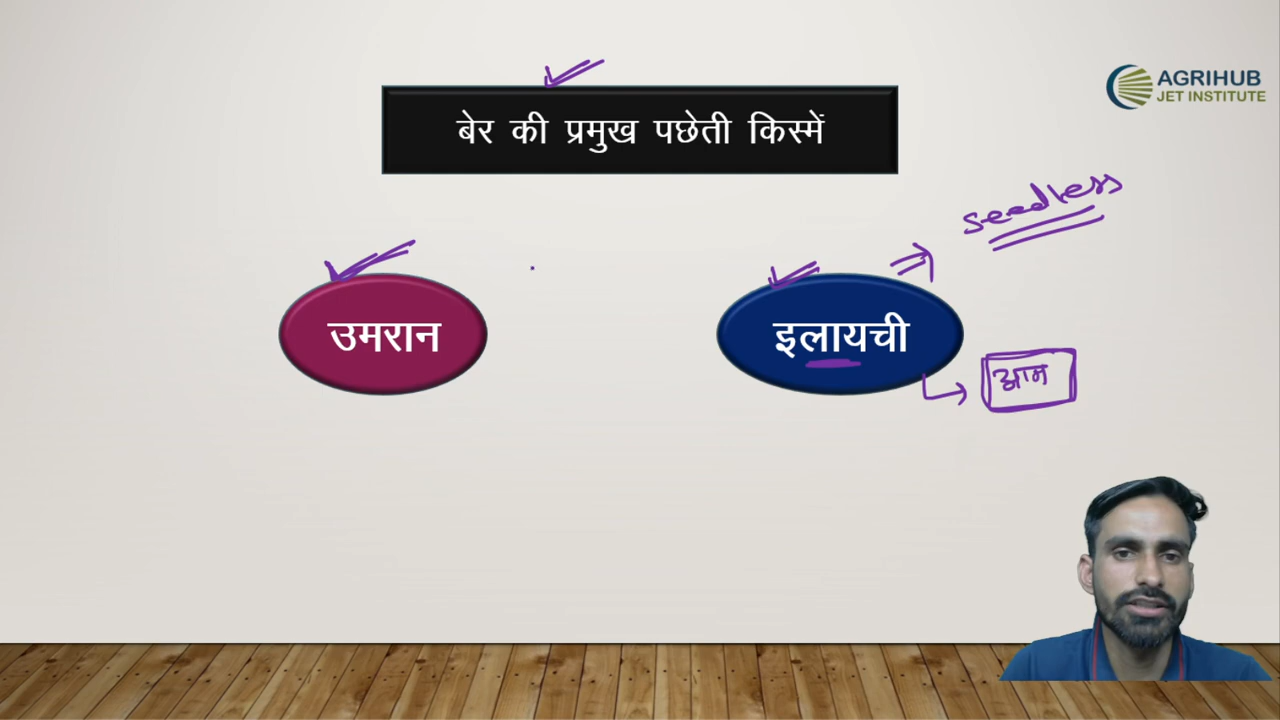 AGRIHUB
JET INSTITUTE
बेर की प्रमुख पछेती किस्में
seedless
उमरान
इलायची
आम